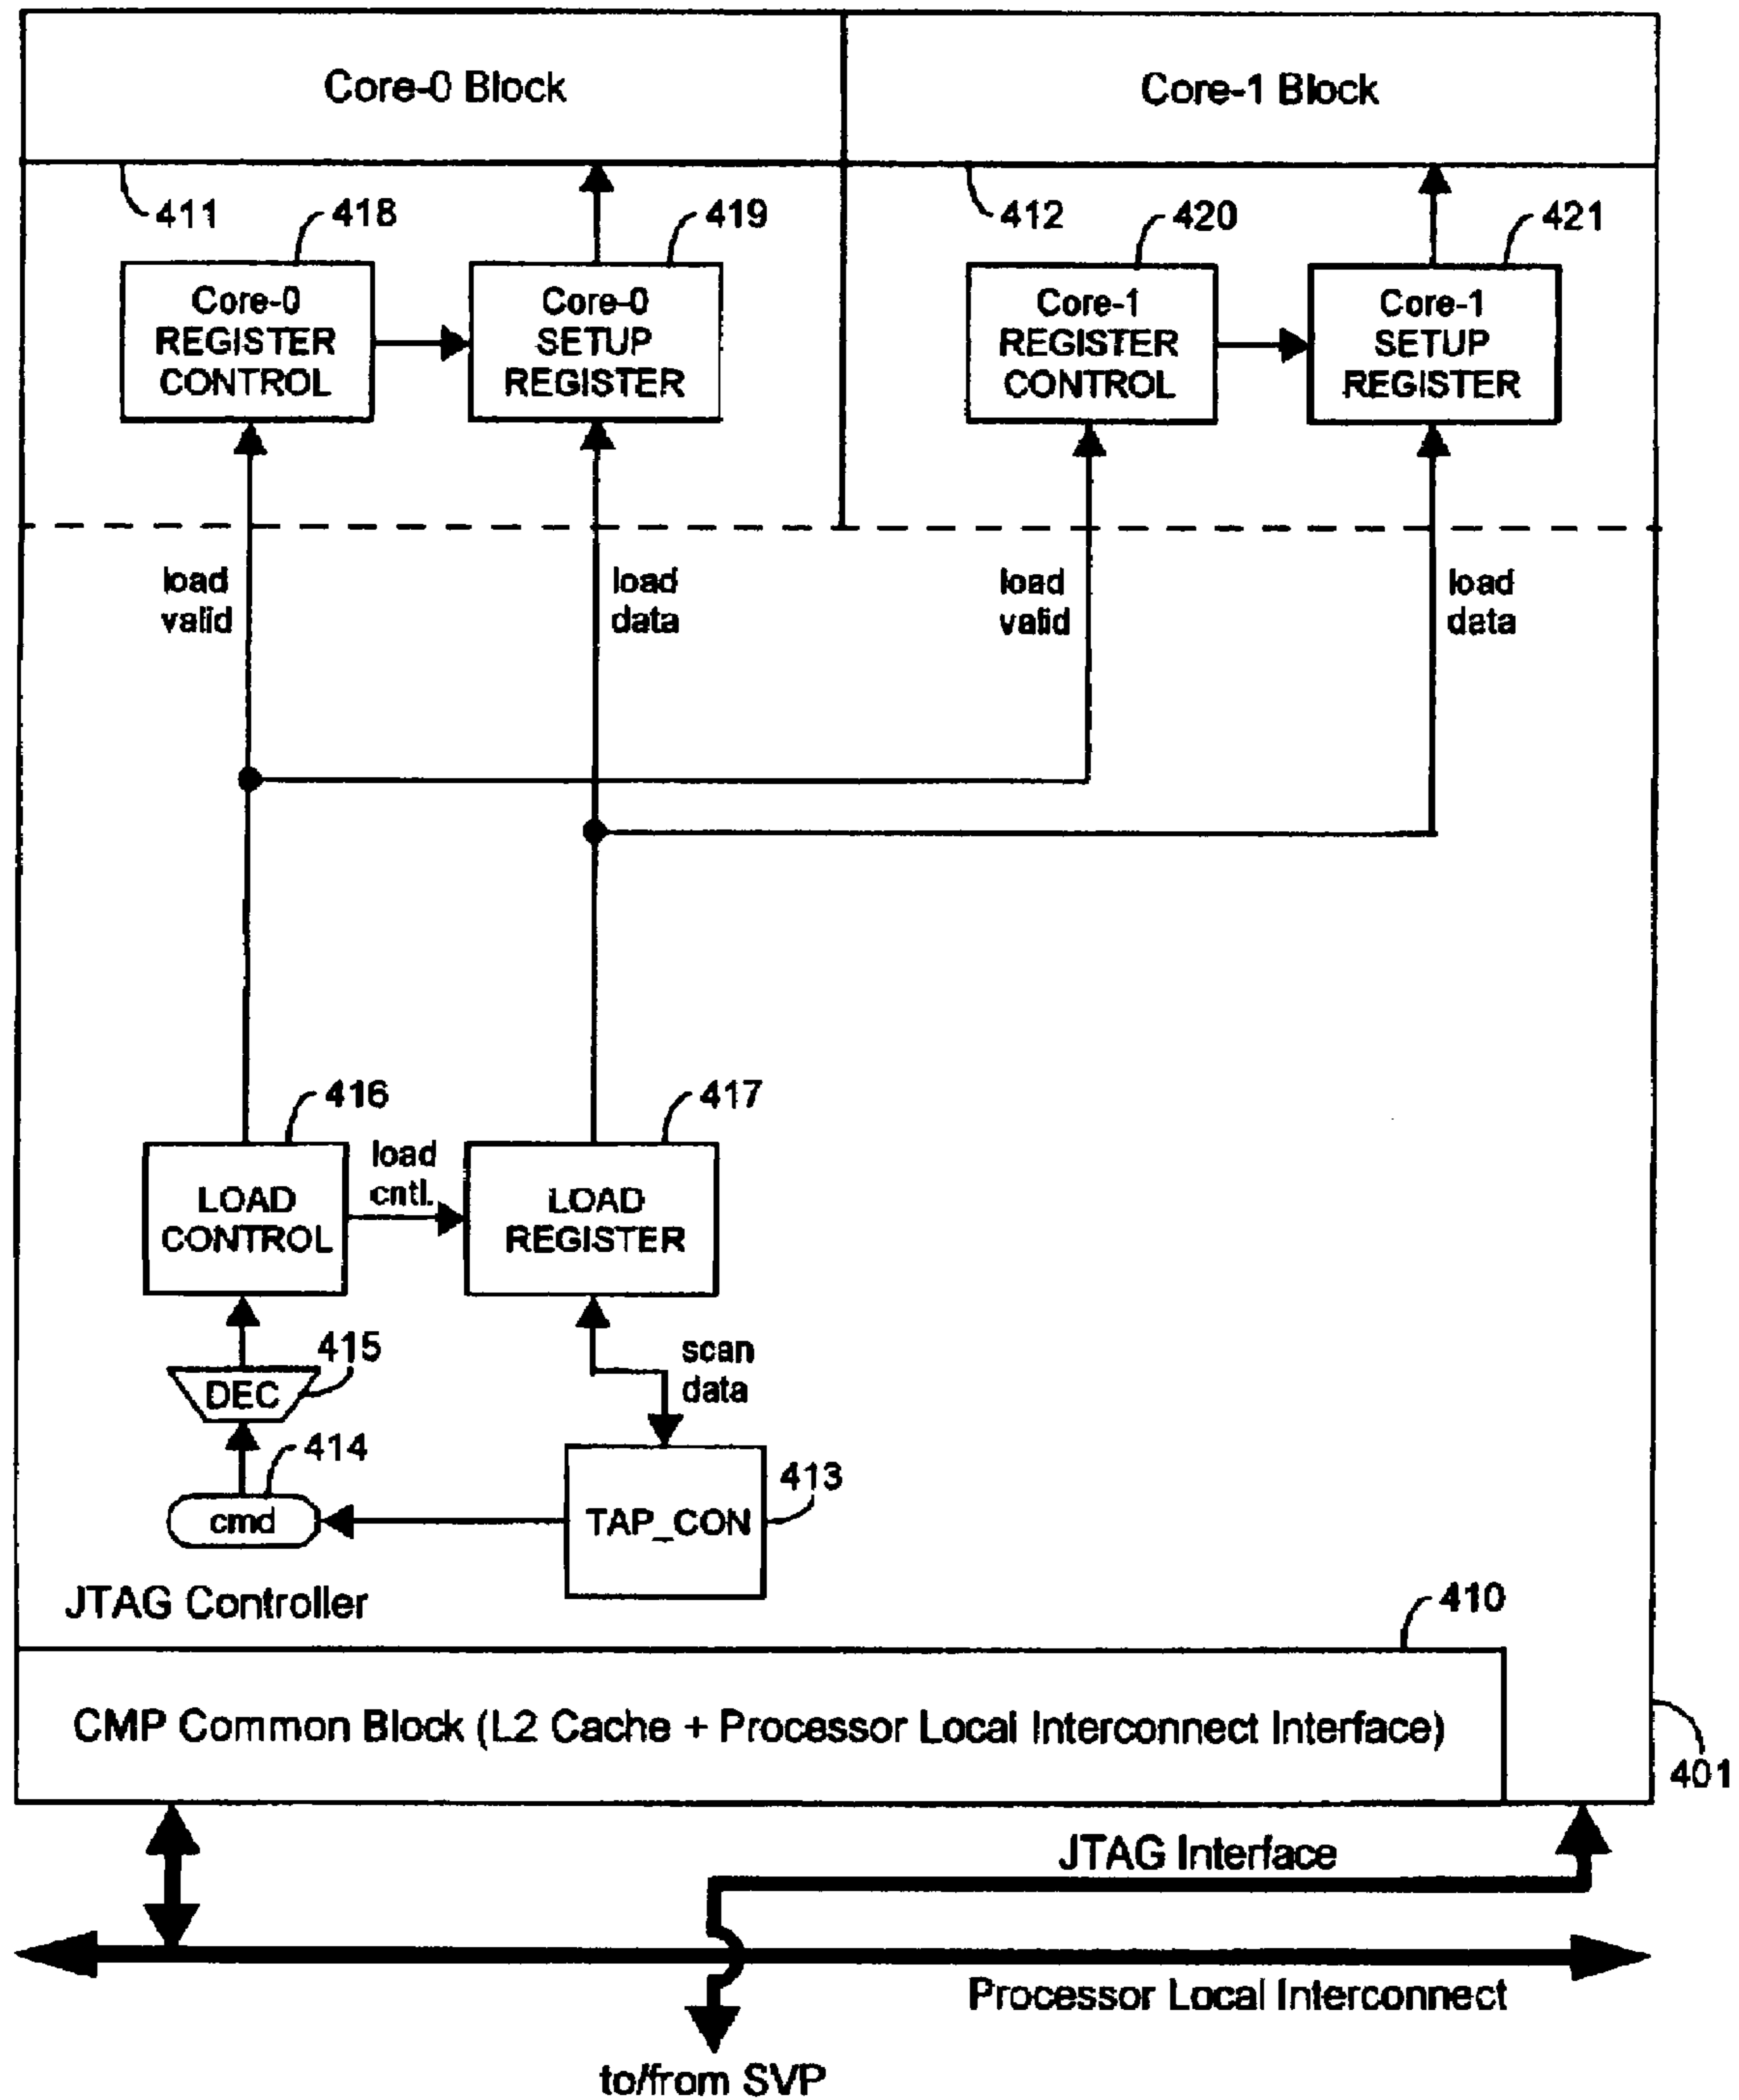 Core-0 Block
Core-1 Block
411
418
419
412
420
421
Core-0
REGISTER
CONTROL
Core-0
SETUP
REGISTER
Core-1
REGISTER
CONTROL
Core-1
SETUP
REGISTER
load
valid
load
data
load
valid
load
data
416
417
LOAD
CONTROL
load
cntl.
LOAD
REGISTER
415
DEC
scan
data
414
cmd
413
TAP_CON
JTAG Controller
410
CMP Common Block (L2 Cache + Processor Local Interconnect Interface)
401
JTAG Interface
Processor Local Interconnect
to/from SVP